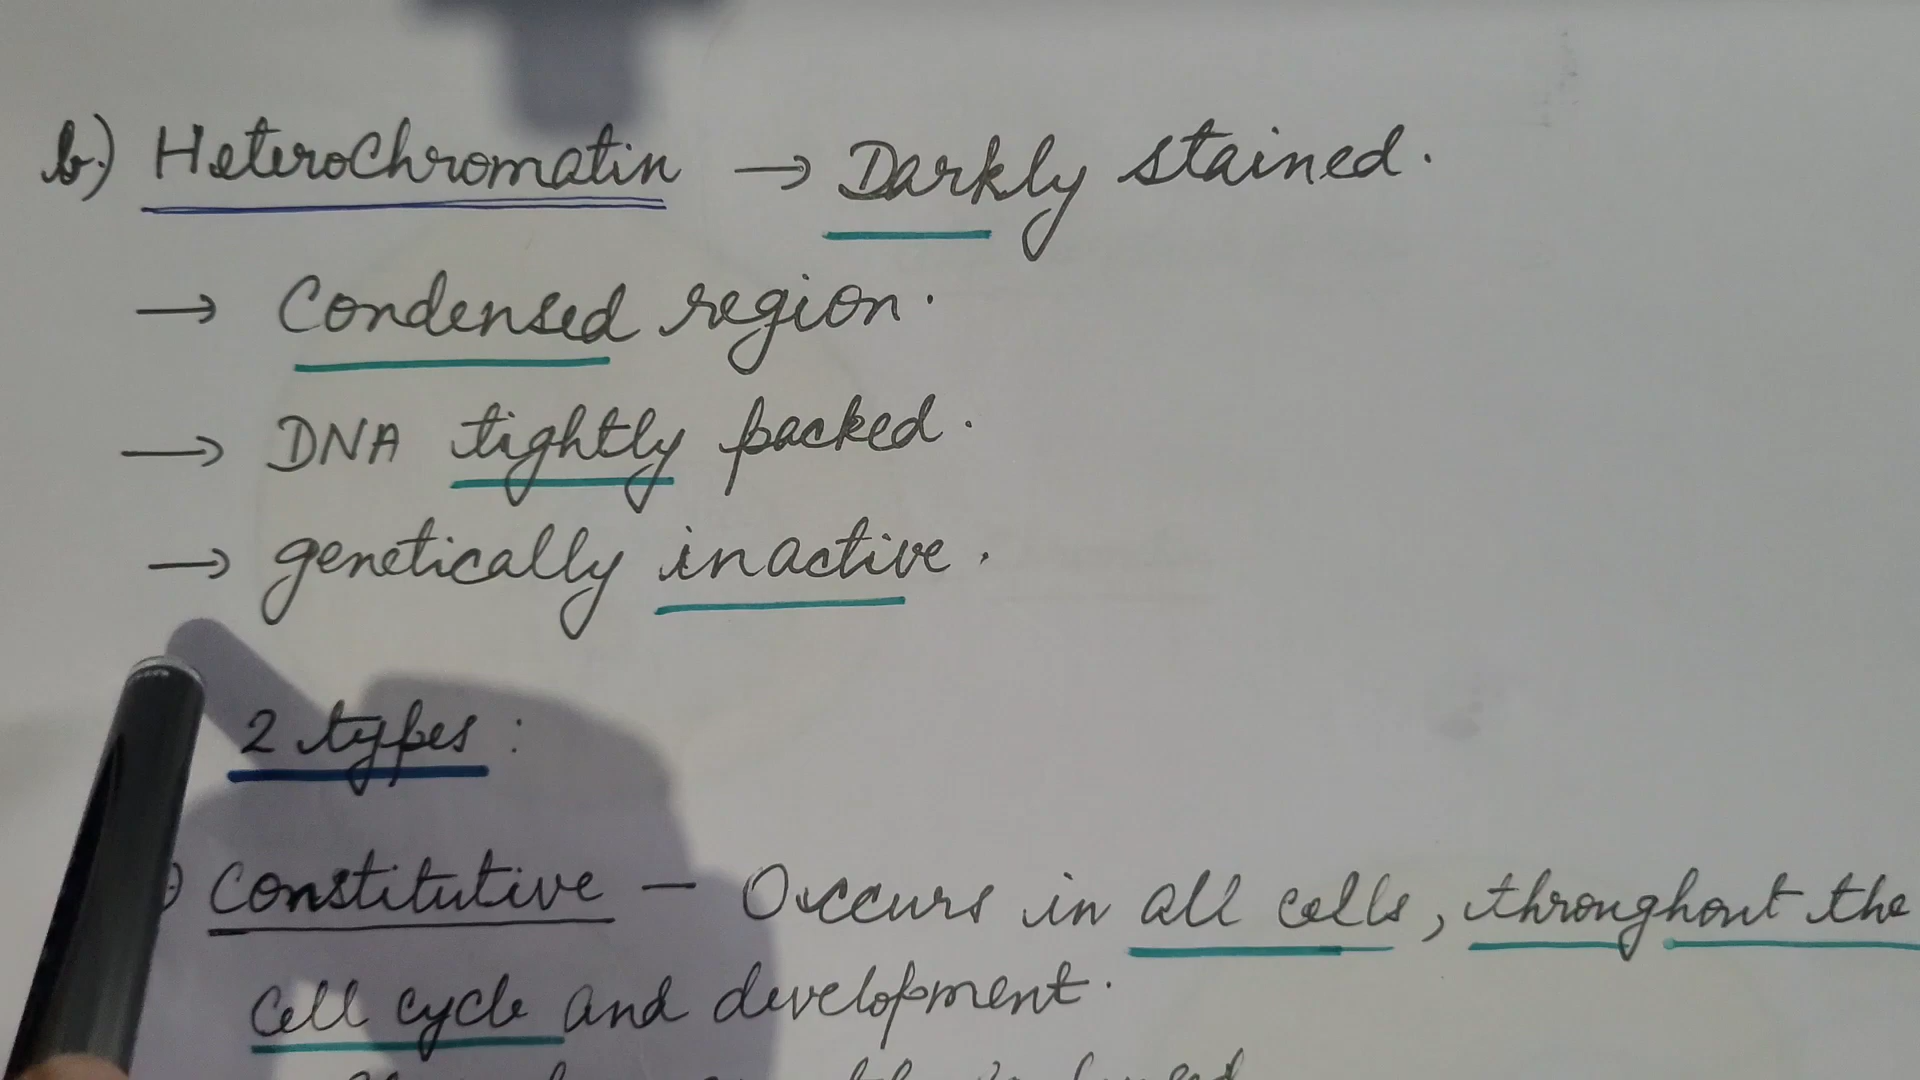 b.) HeteroChromatin → Darkly stained.
→ Condensed region.
→ DNA tightly packed.
→ genetically inactive.
2 types :
) Constitutive — Occurs in all cells, throughout the
cell cycle and development.